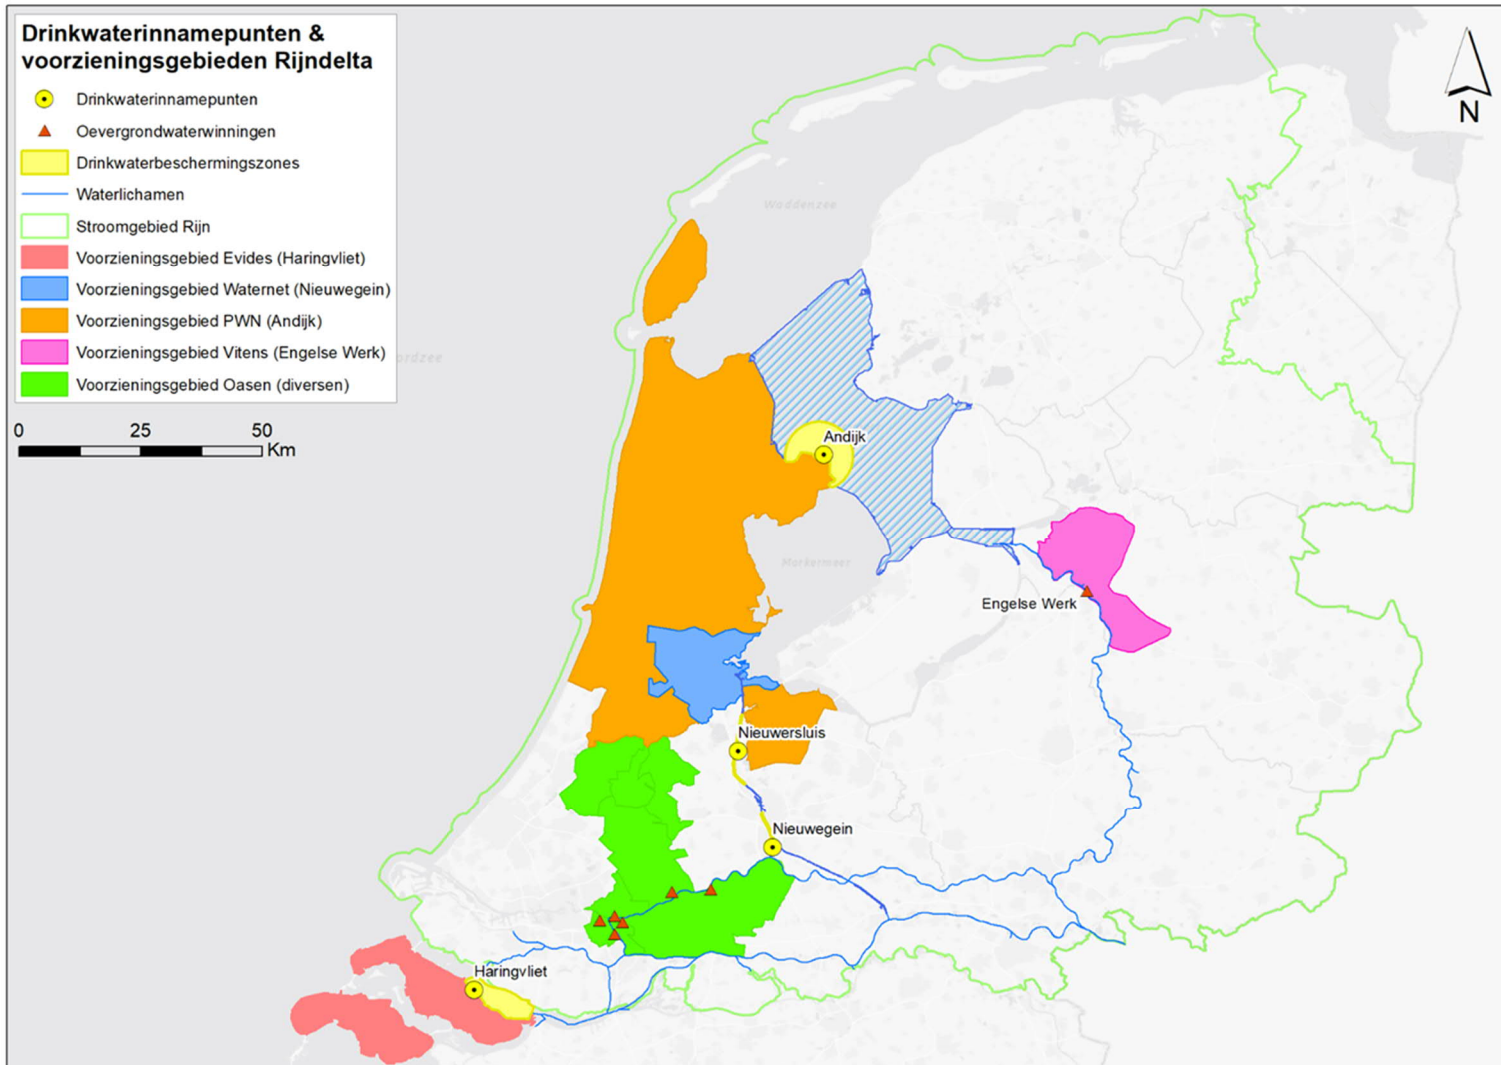 Drinkwaterinnamepunten &
voorzieningsgebieden Rijndelta
Drinkwaterinnamepunten
Oevergrondwaterwinningen
Drinkwaterbeschermingszones
Waterlichamen
Stroomgebied Rijn
Voorzieningsgebied Evides (Haringvliet)
Voorzieningsgebied Waternet (Nieuwegein)
Voorzieningsgebied PWN (Andijk)
Voorzieningsgebied Vitens (Engelse Werk)
Voorzieningsgebied Oasen (diversen)
0 25 50
Km
N
Waddenzee
ordzee
Andijk
Markermeer
Engelse Werk
Nieuwersluis
Nieuwegein
Haringvliet